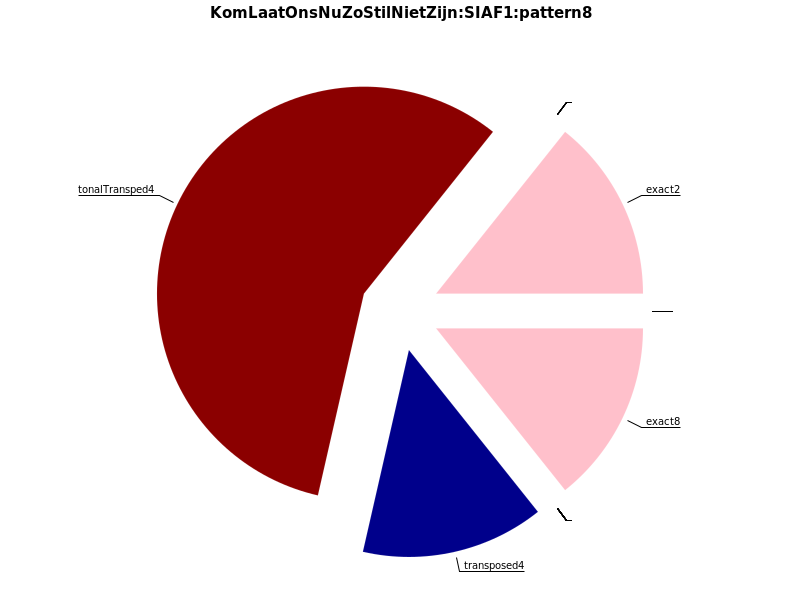 KomLaatOnsNuZoStilNietZijn:SIAF1:pattern8
tonalTransped4
exact2
exact8
transposed4